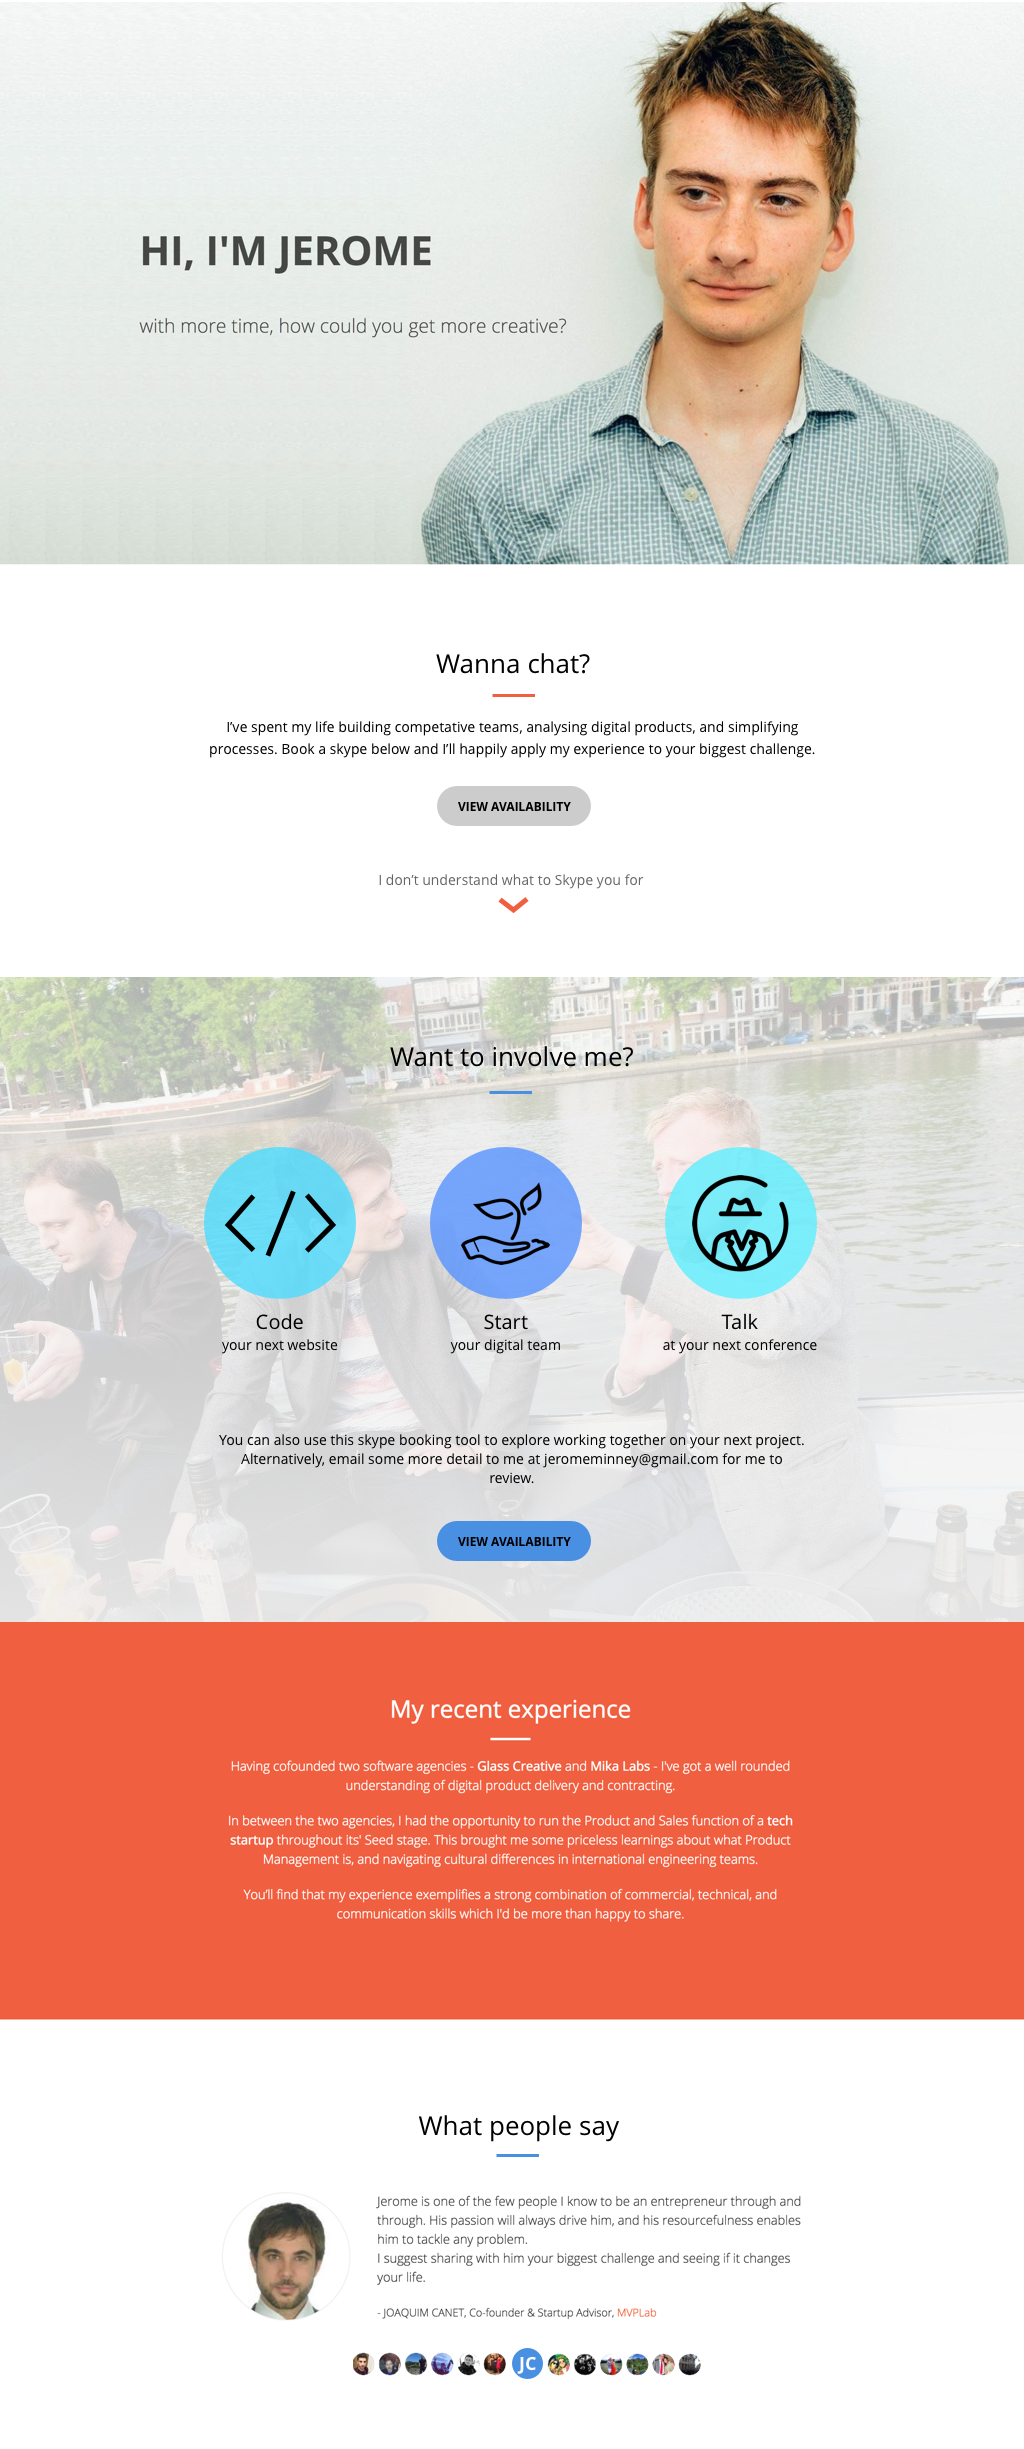 HI, I'M JEROME
with more time, how could you get more creative?
Wanna chat?
I've spent my life building competative teams, analysing digital products, and simplifying
processes. Book a skype below and I'll happily apply my experience to your biggest challenge.
VIEW AVAILABILITY
I don't understand what to Skype you for
Want to involve me?
Code
your next website
Start
your digital team
Talk
at your next conference
You can also use this skype booking tool to explore working together on your next project.
Alternatively, email some more detail to me at jeromeminney@gmail.com for me to
review.
VIEW AVAILABILITY
My recent experience
Having cofounded two software agencies - Glass Creative and Mika Labs - I've got a well rounded
understanding of digital product delivery and contracting.
In between the two agencies, I had the opportunity to run the Product and Sales function of a tech
startup throughout its' Seed stage. This brought me some priceless learnings about what Product
Management is, and navigating cultural differences in international engineering teams.
You'll find that my experience exemplifies a strong combination of commercial, technical, and
communication skills which I'd be more than happy to share.
What people say
Jerome is one of the few people I know to be an entrepreneur through and
through. His passion will always drive him, and his resourcefulness enables
him to tackle any problem.
I suggest sharing with him your biggest challenge and seeing if it changes
your life.
- JOAQUIM CANET, Co-founder & Startup Advisor, MVPLab
JC